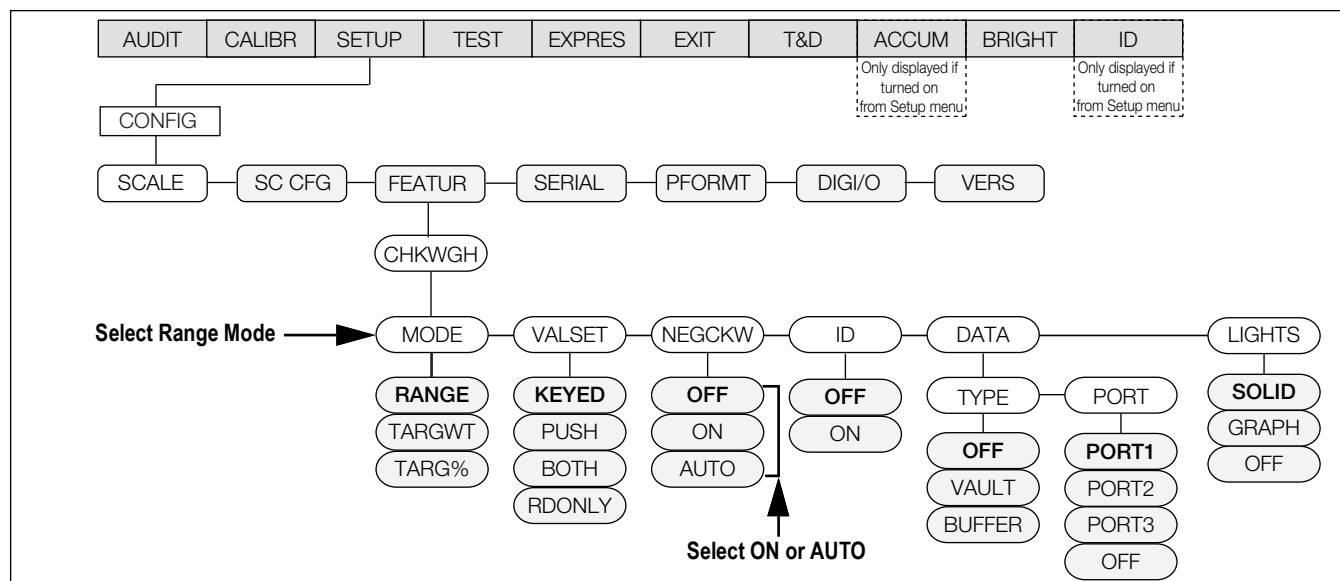 AUDIT CALIBR SETUP TEST EXPRES EXIT T&D ACCUM BRIGHT ID
Only displayed if Only displayed if
turned on turned on
from Setup menu from Setup menu
CONFIG
SCALE SC CFG FEATUR SERIAL PFORMT DIGI/O VERS
CHKWGH
Select Range Mode MODE VALSET NEGCKW ID DATA LIGHTS
RANGE KEYED OFF OFF TYPE PORT SOLID
TARGWT PUSH ON ON OFF PORT1 GRAPH
TARG% BOTH AUTO VAULT PORT2 OFF
RDONLY BUFFER PORT3
Select ON or AUTO OFF